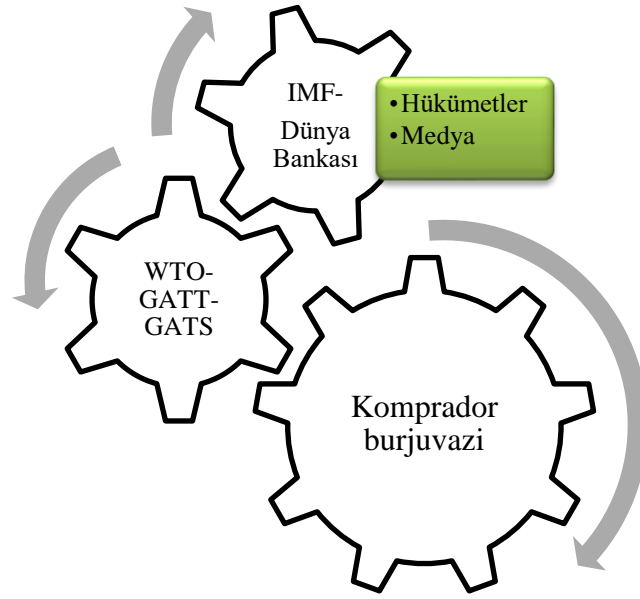 IMF-
Dünya
Bankası
•Hükümetler
•Medya
WTO-
GATT-
GATS
Komprador
burjuvazi